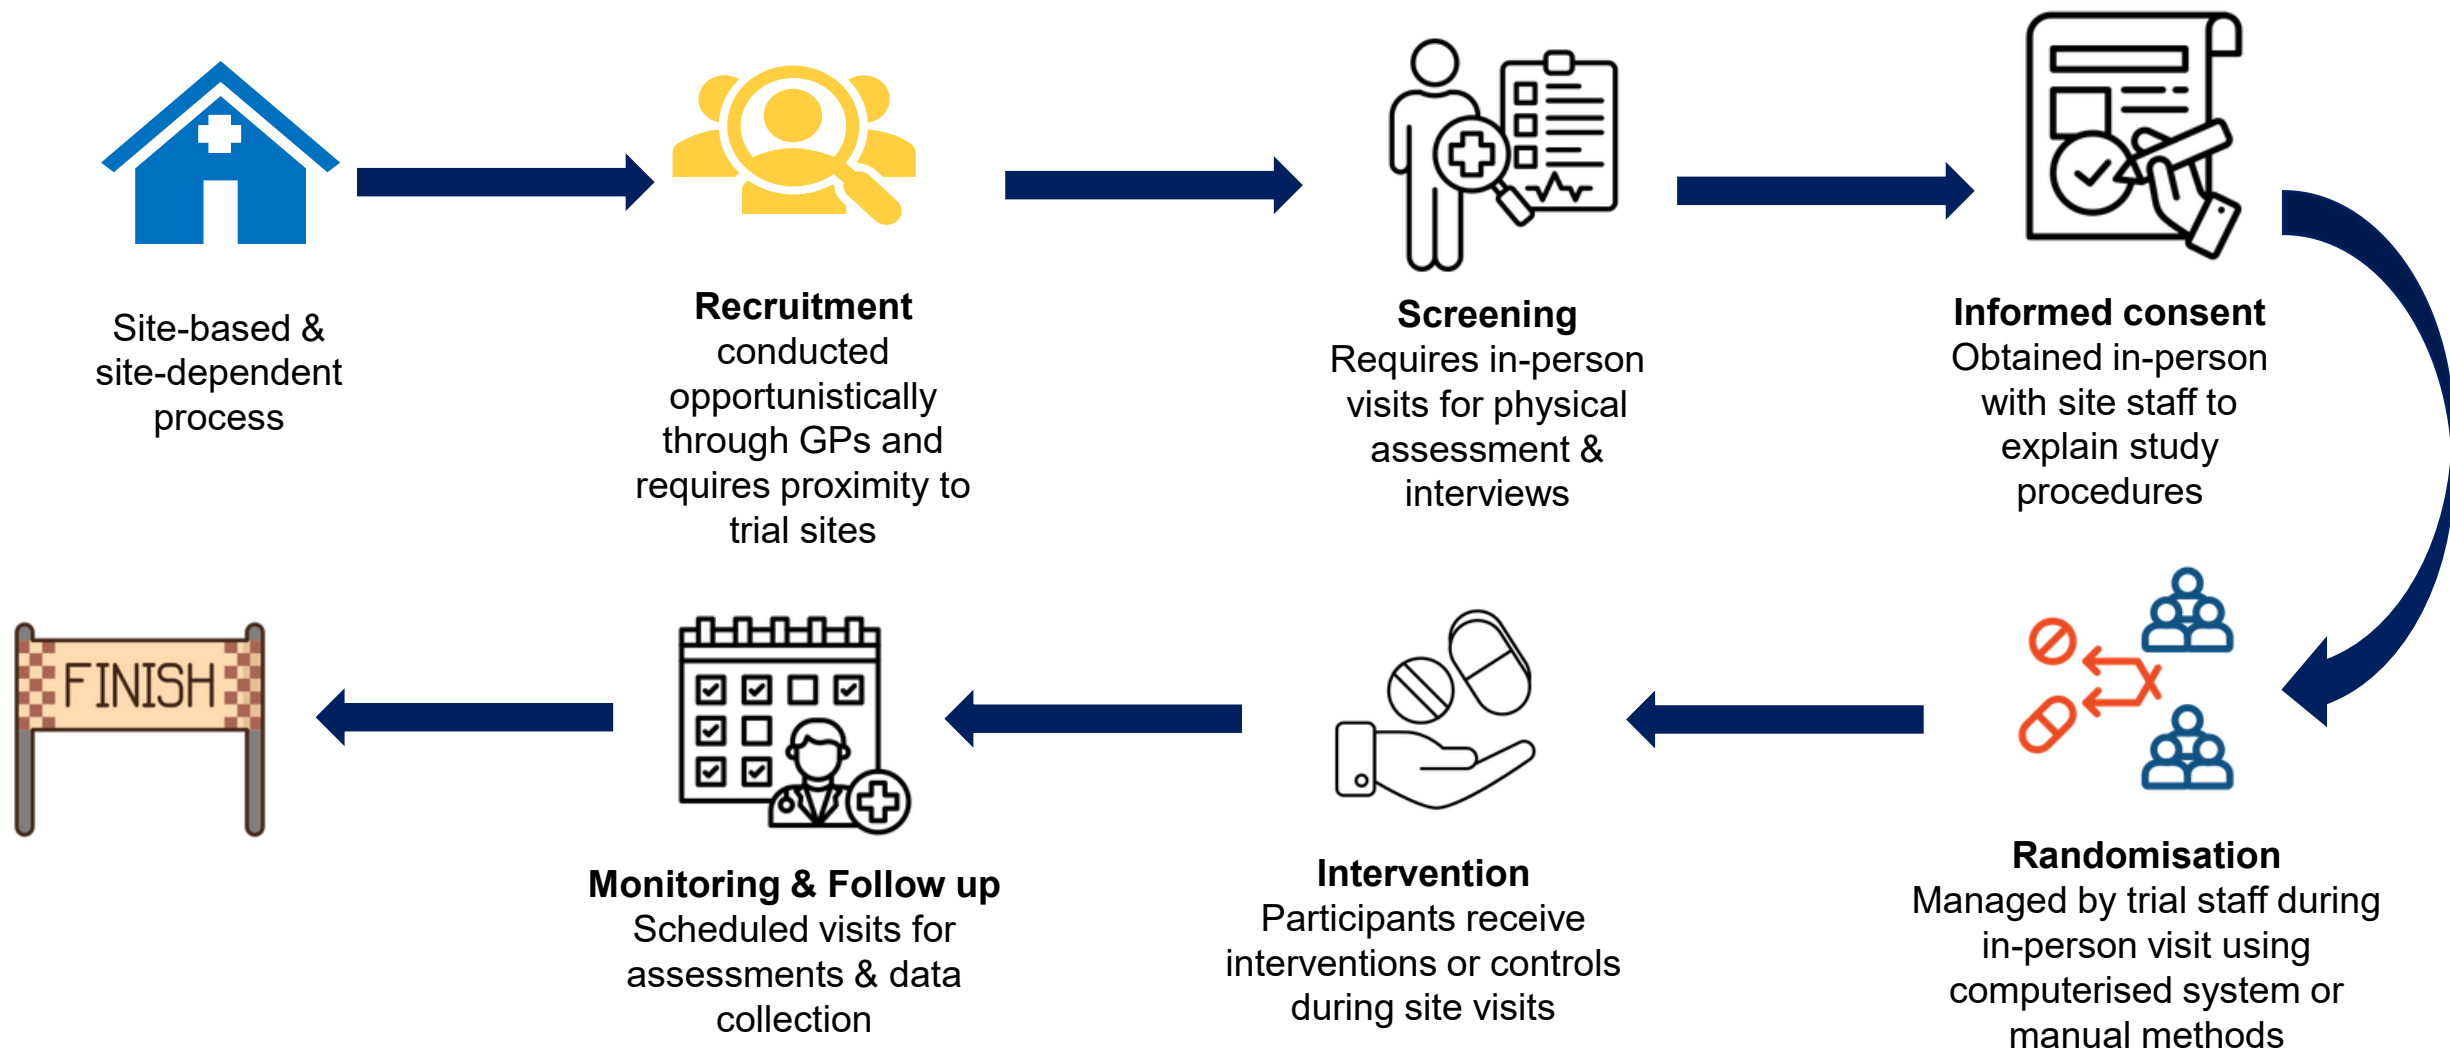 Site-based &
site-dependent
process
Recruitment
conducted
opportunistically
through GPs and
requires proximity to
trial sites
Screening
Requires in-person
visits for physical
assessment &
interviews
Informed consent
Obtained in-person
with site staff to
explain study
procedures
Randomisation
Managed by trial staff during
in-person visit using
computerised system or
manual methods
Intervention
Participants receive
interventions or controls
during site visits
Monitoring & Follow up
Scheduled visits for
assessments & data
collection
FINISH